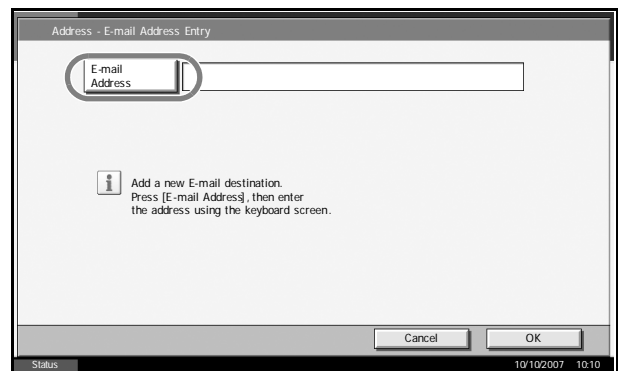 Address - E-mail Address Entry
E-mail
Address
Add a new E-mail destination.
Press [E-mail Address], then enter
the address using the keyboard screen.
Cancel
OK
Status
10/10/2007 10:10